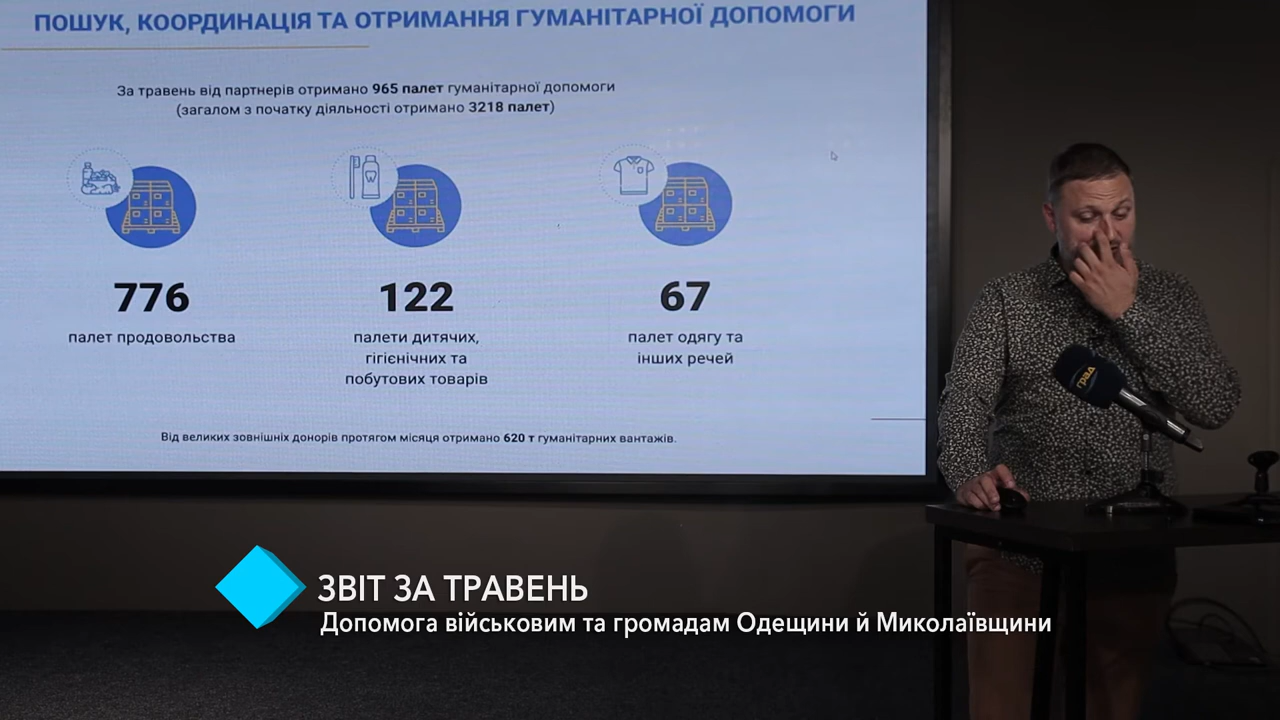 ПОШУК, КООРДИНАЦІЯ ТА ОТРИМАННЯ ГУМАНІТАРНОЇ ДОПОМОГИ
За травень від партнерів отримано 965 палет гуманітарної допомоги
(загалом з початку діяльності отримано 3218 палет)
776
палет продовольства
122
палети дитячих,
гігієнічних та
побутових товарів
67
палет одягу та
інших речей
Від великих зовнішніх донорів протягом місяця отримано 620 т гуманітарних вантажів.
град
ЗВІТ ЗА ТРАВЕНЬ
Допомога військовим та громадам Одещини й Миколаївщини